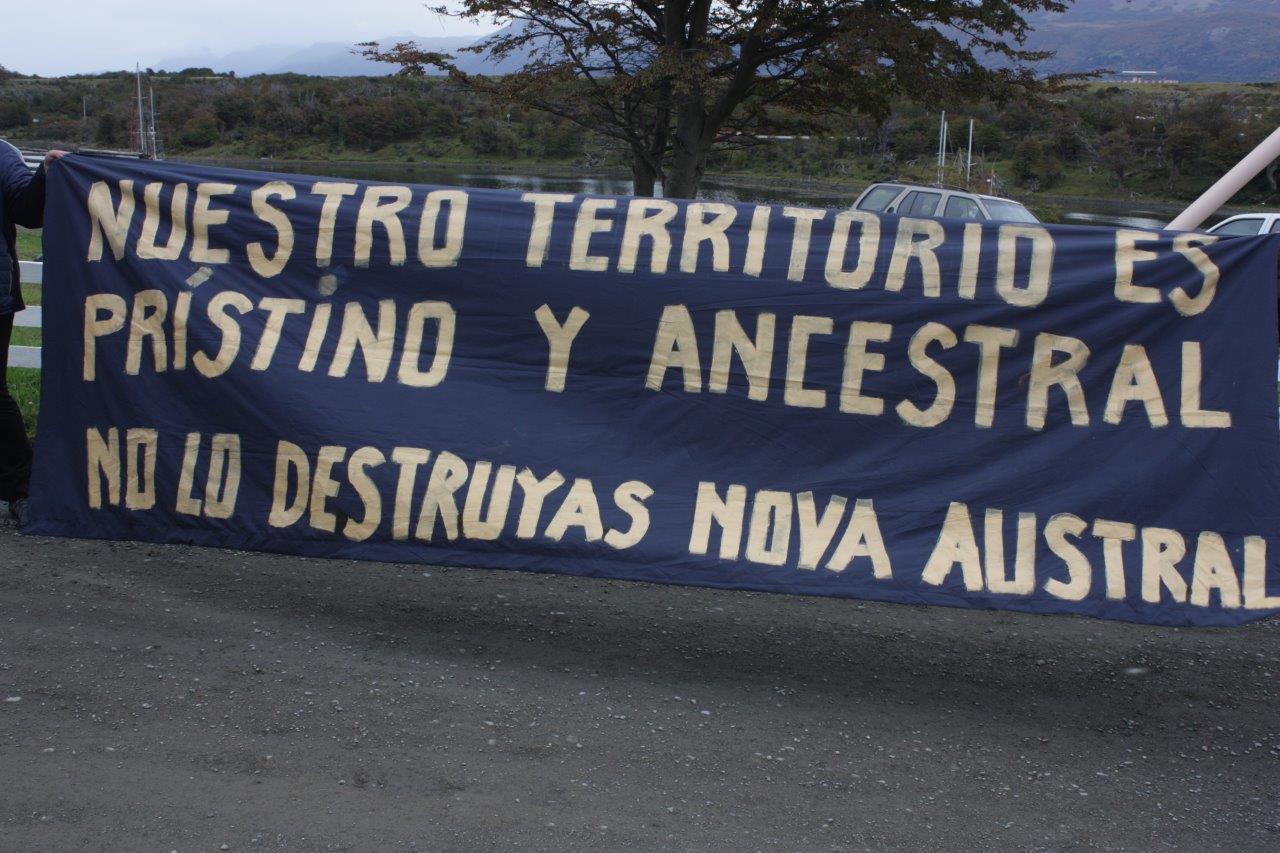 NUESTRO TERRITORIO ES
PRÍSTINO Y ANCESTRAL
NO LO DESTRUYAS NOVA AUSTRAL